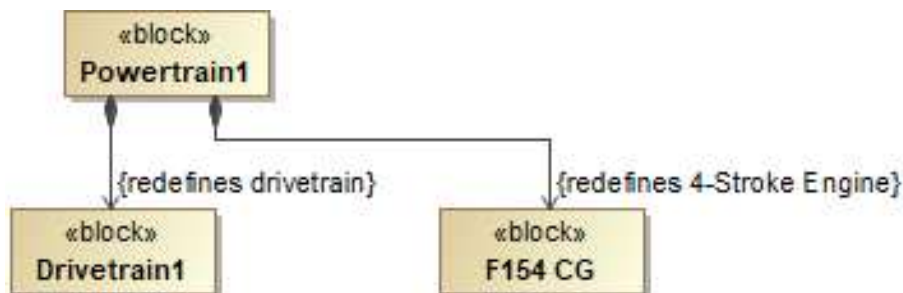 «block»
Powertrain1
{redefines drivetrain}
{redefines 4-Stroke Engine}
«block»
Drivetrain1
«block»
F154 CG